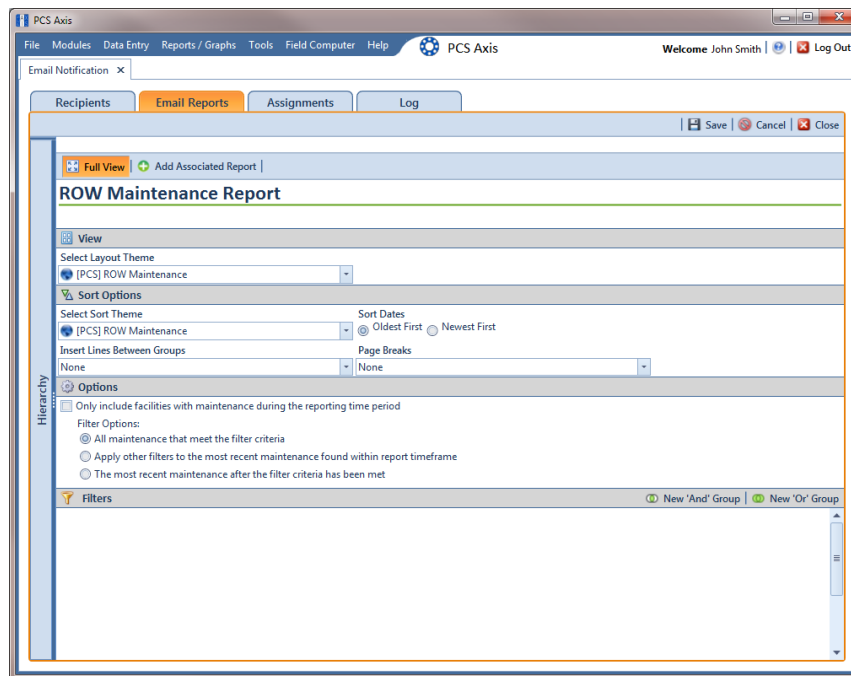 PCS Axis
File Modules Data Entry Reports / Graphs Tools Field Computer Help PCS Axis Welcome John Smith Log Out
Email Notification
Recipients Email Reports Assignments Log
Save Cancel Close
Full View Add Associated Report
ROW Maintenance Report
View
Select Layout Theme
[PCS] ROW Maintenance
Sort Options
Select Sort Theme Sort Dates
[PCS] ROW Maintenance Oldest First Newest First
Insert Lines Between Groups Page Breaks
None None
Hierarchy
Options
Only include facilities with maintenance during the reporting time period
Filter Options:
All maintenance that meet the filter criteria
Apply other filters to the most recent maintenance found within report timeframe
The most recent maintenance after the filter criteria has been met
Filters New 'And' Group New 'Or' Group